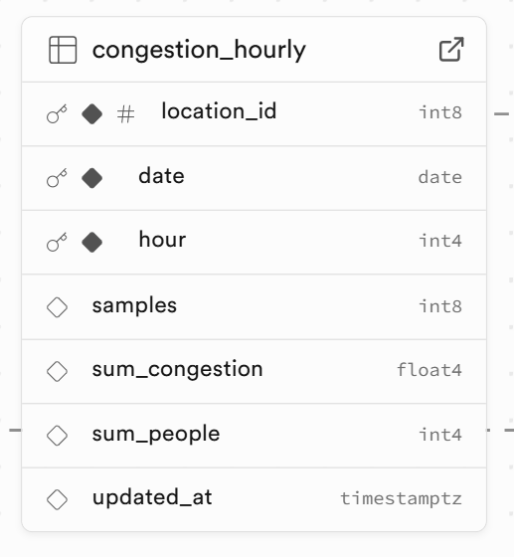 congestion_hourly
# location_id int8
date date
hour int4
samples int8
sum_congestion float4
sum_people int4
updated_at timestamptz